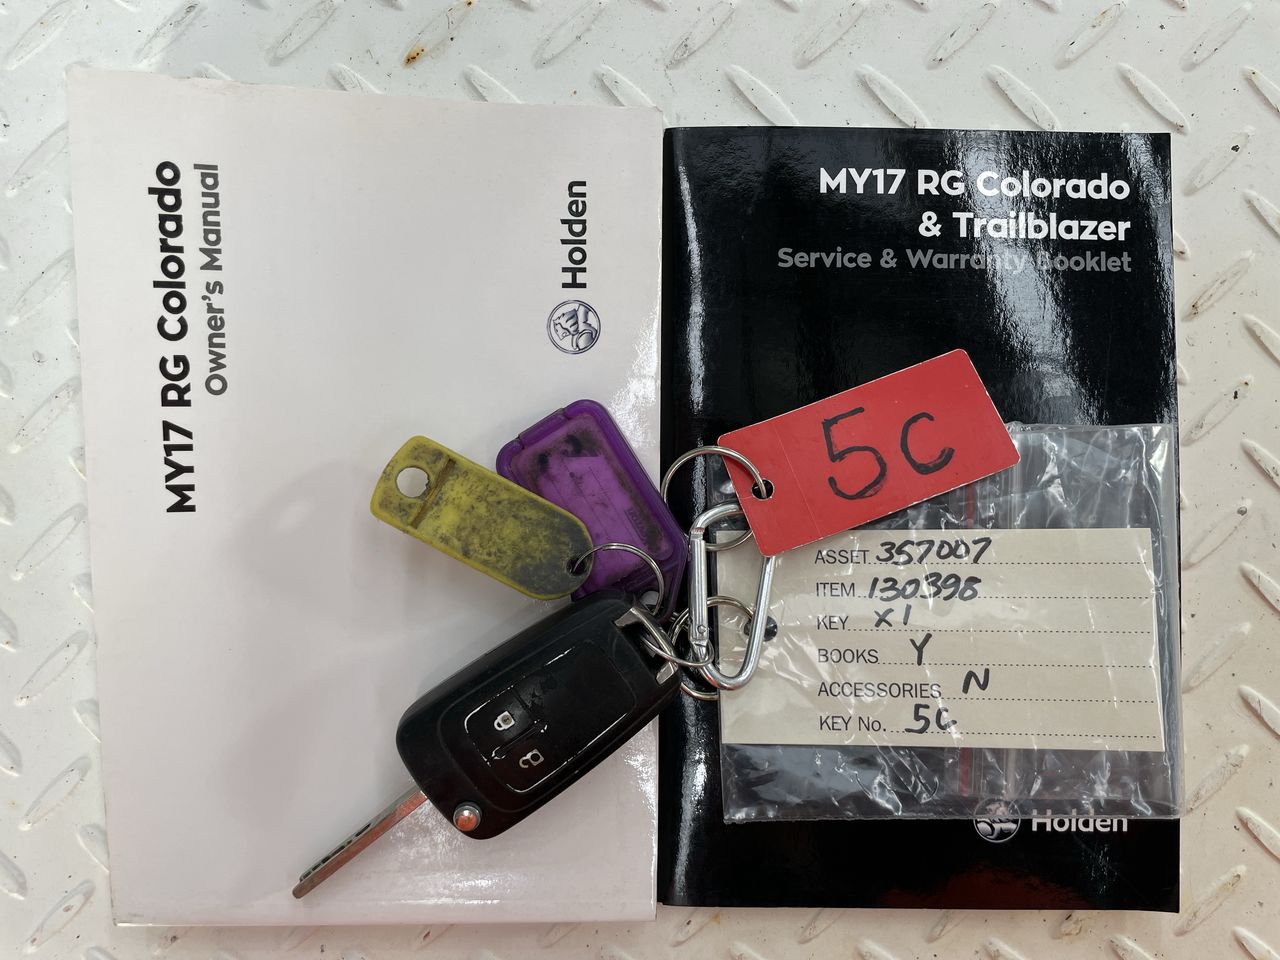 MY17 RG Colorado
Owner's Manual
Holden
MY17 RG Colorado
& Trailblazer
Service & Warranty Booklet
5C
ASSET 357007
ITEM 130398
KEY X1
BOOKS Y
ACCESSORIES N
KEY No. 5C
Holden